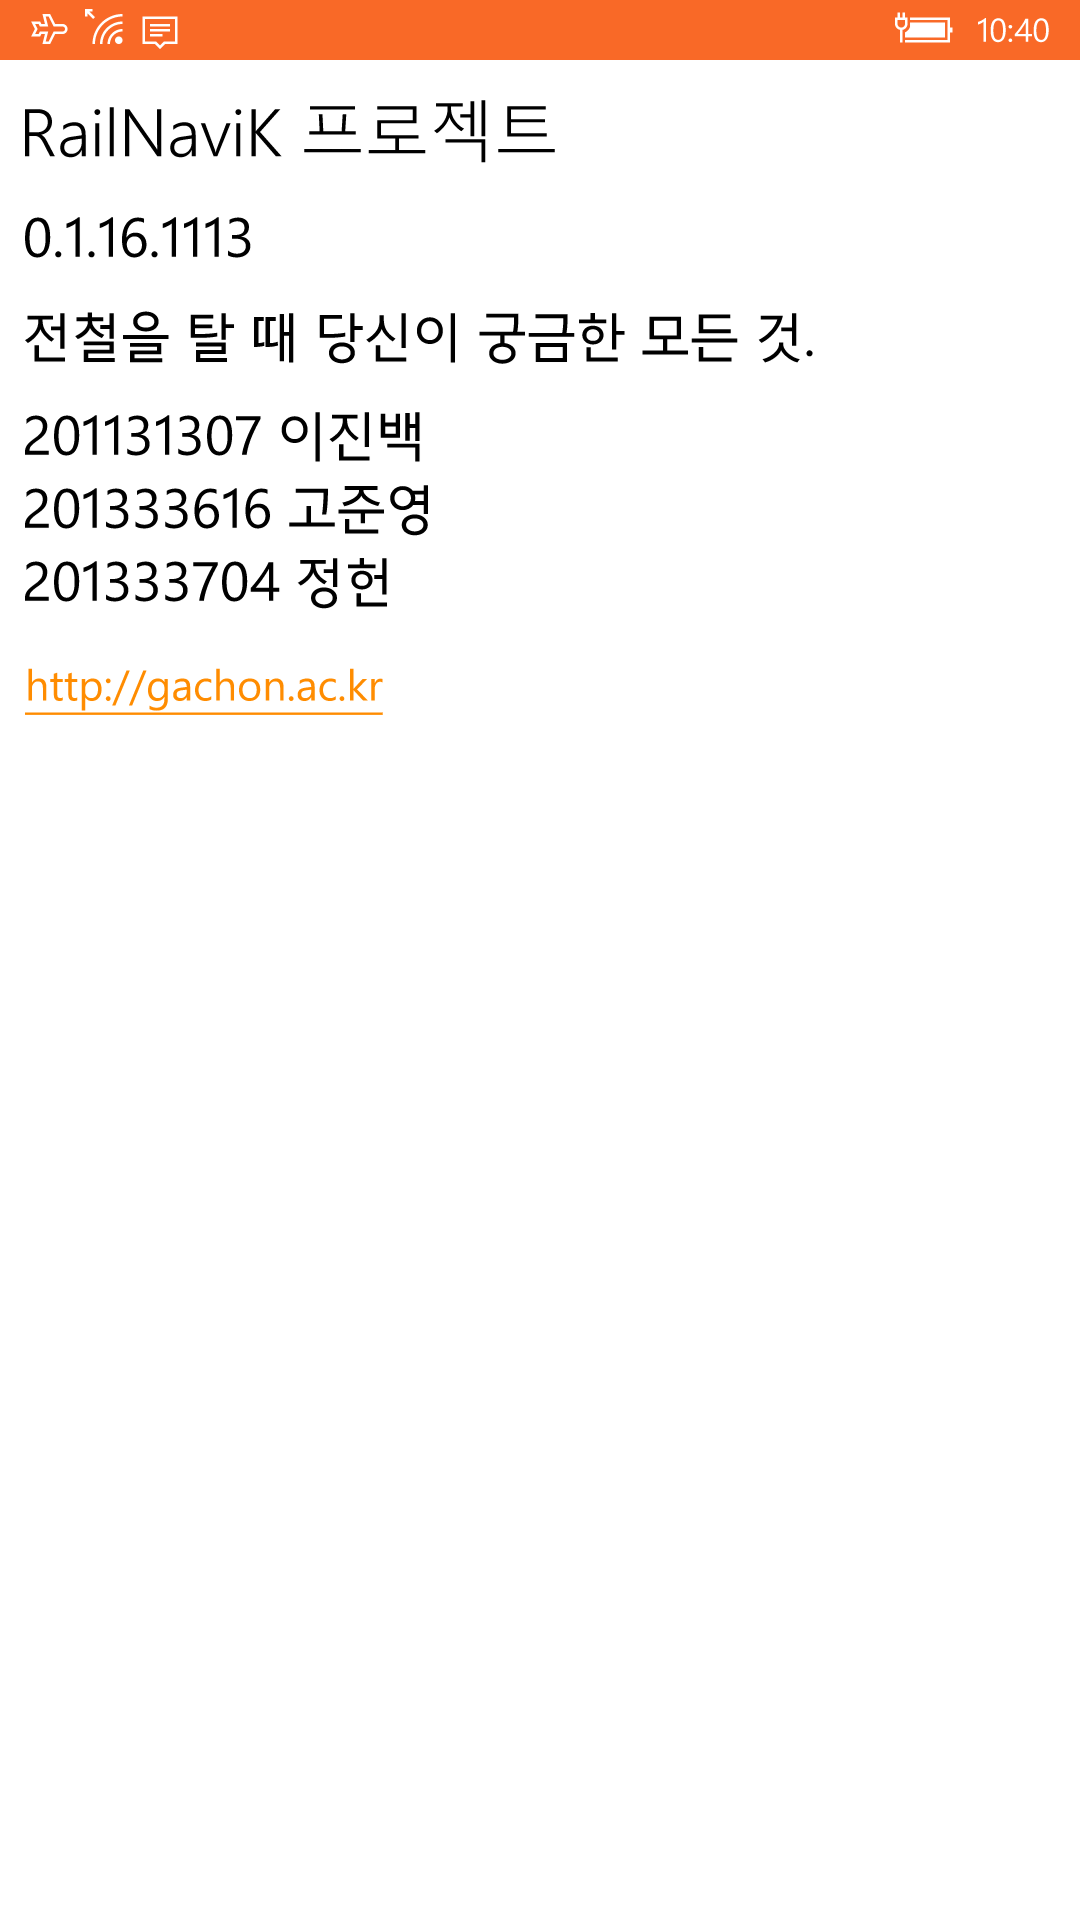 10:40
RailNaviK 프로젝트
0.1.16.1113
전철을 탈 때 당신이 궁금한 모든 것.
201131307 이진백
201333616 고준영
201333704 정헌
http://gachon.ac.kr